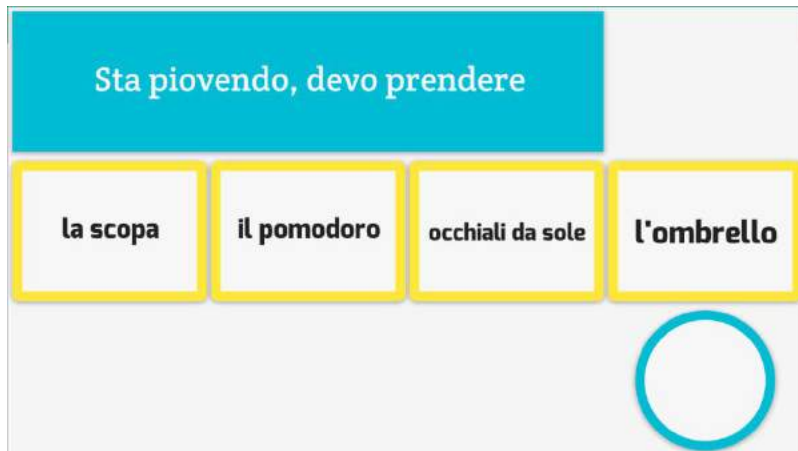 Sta piovendo, devo prendere
la scopa
il pomodoro
occhiali da sole
l'ombrello